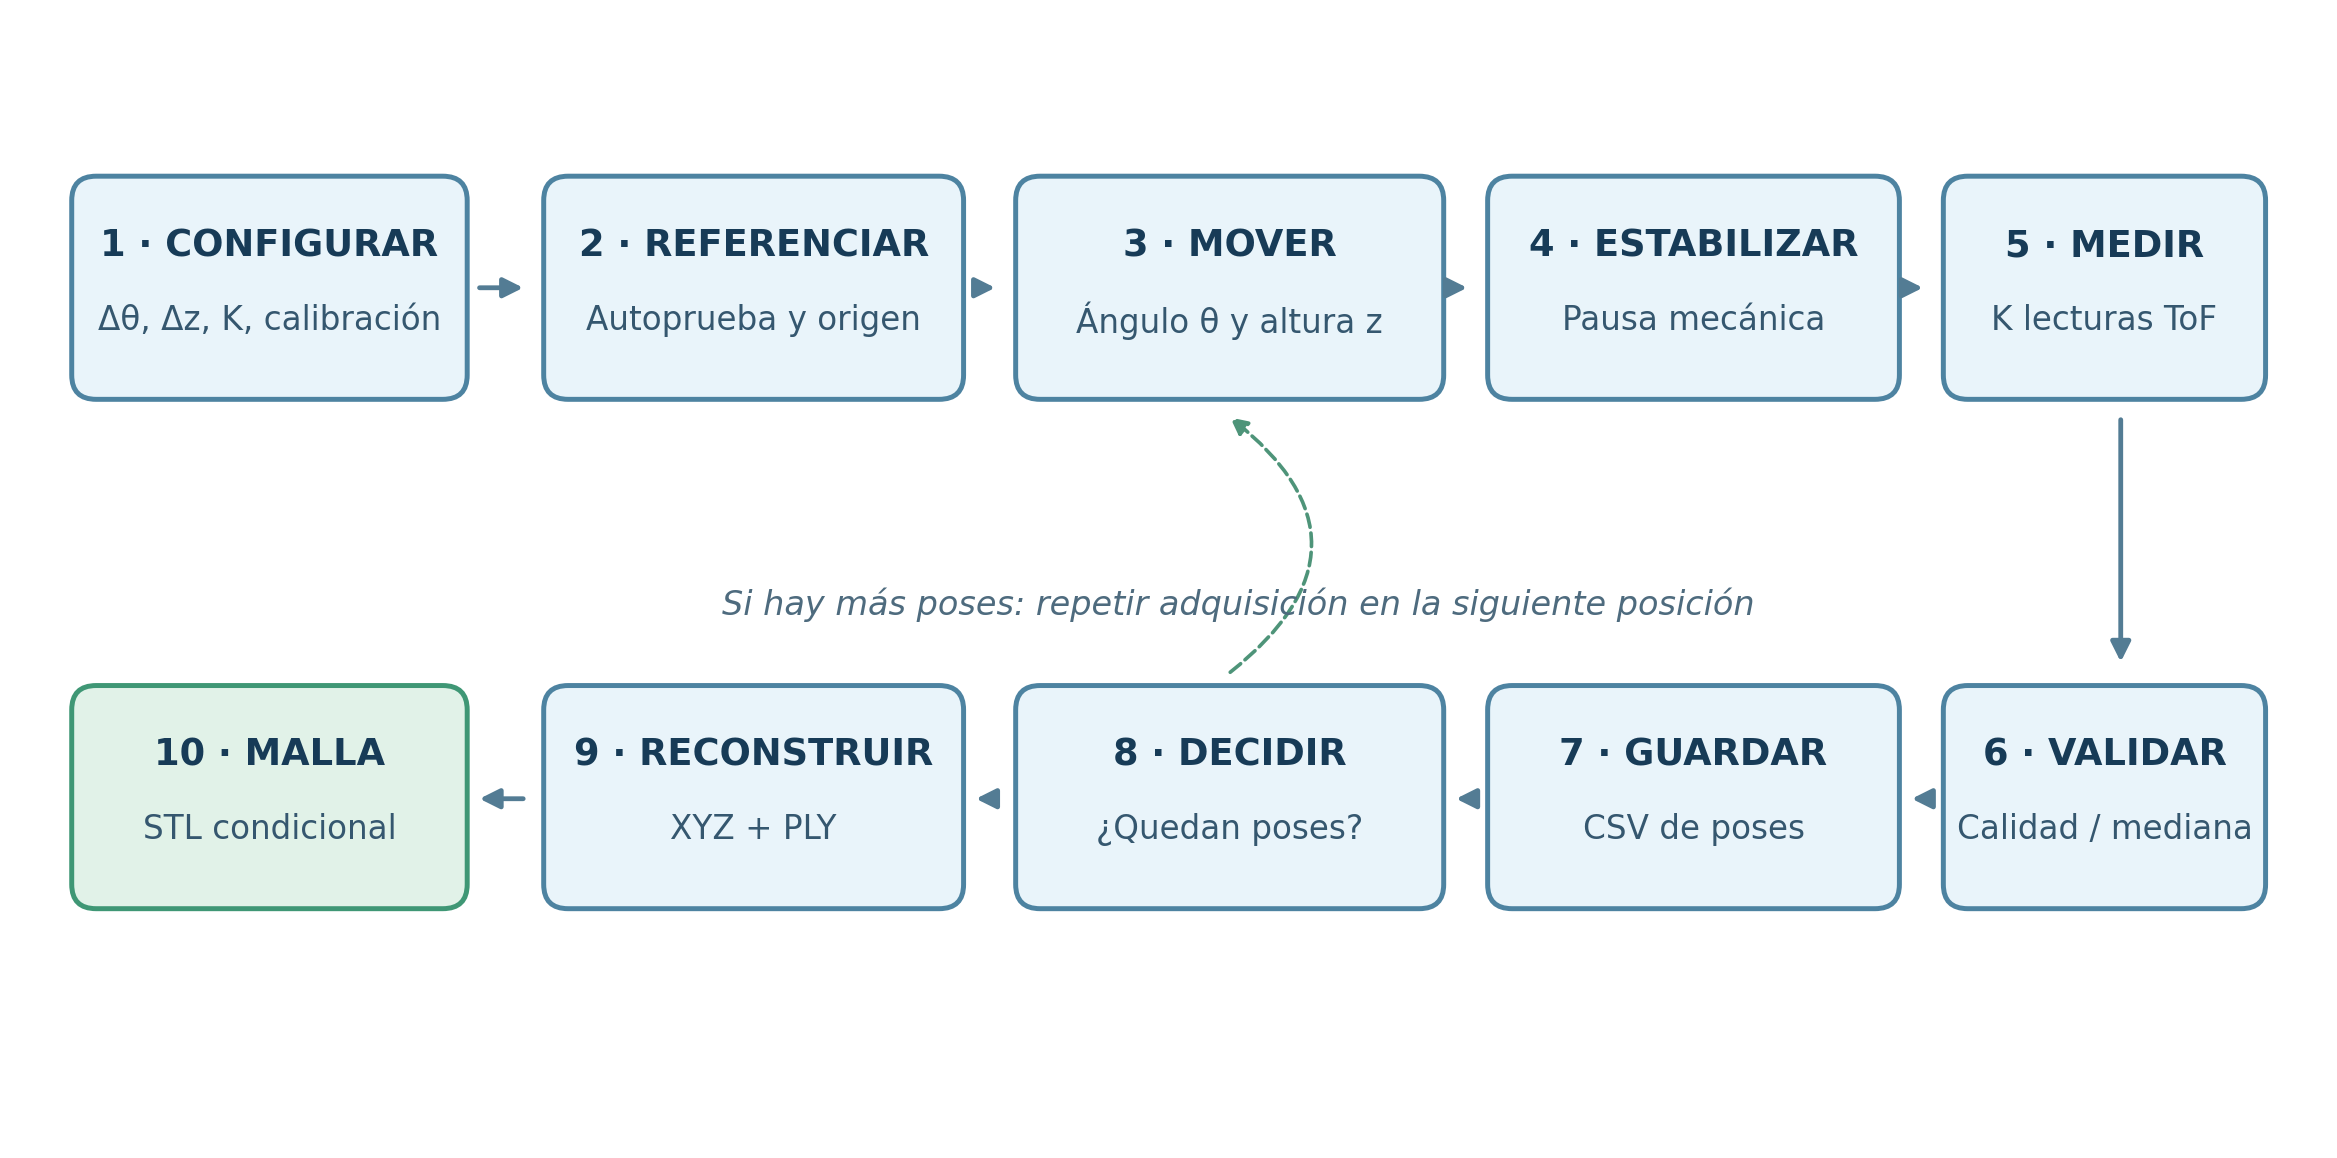 1 · CONFIGURAR
Δθ, Δz, K, calibración
2 · REFERENCIAR
Autoprueba y origen
3 · MOVER
Ángulo θ y altura z
4 · ESTABILIZAR
Pausa mecánica
5 · MEDIR
K lecturas ToF
Si hay más poses: repetir adquisición en la siguiente posición
10 · MALLA
STL condicional
9 · RECONSTRUIR
XYZ + PLY
8 · DECIDIR
¿Quedan poses?
7 · GUARDAR
CSV de poses
6 · VALIDAR
Calidad / mediana